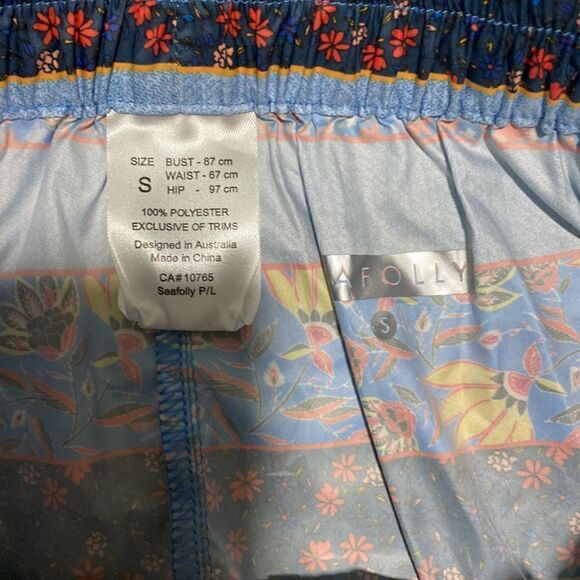 SIZE BUST - 87 cm
S WAIST - 67 cm
HIP - 97 cm
100% POLYESTER
EXCLUSIVE OF TRIMS
Designed in Australia
Made in China
CA#10765
Seafolly P/L
AFOLLY
S